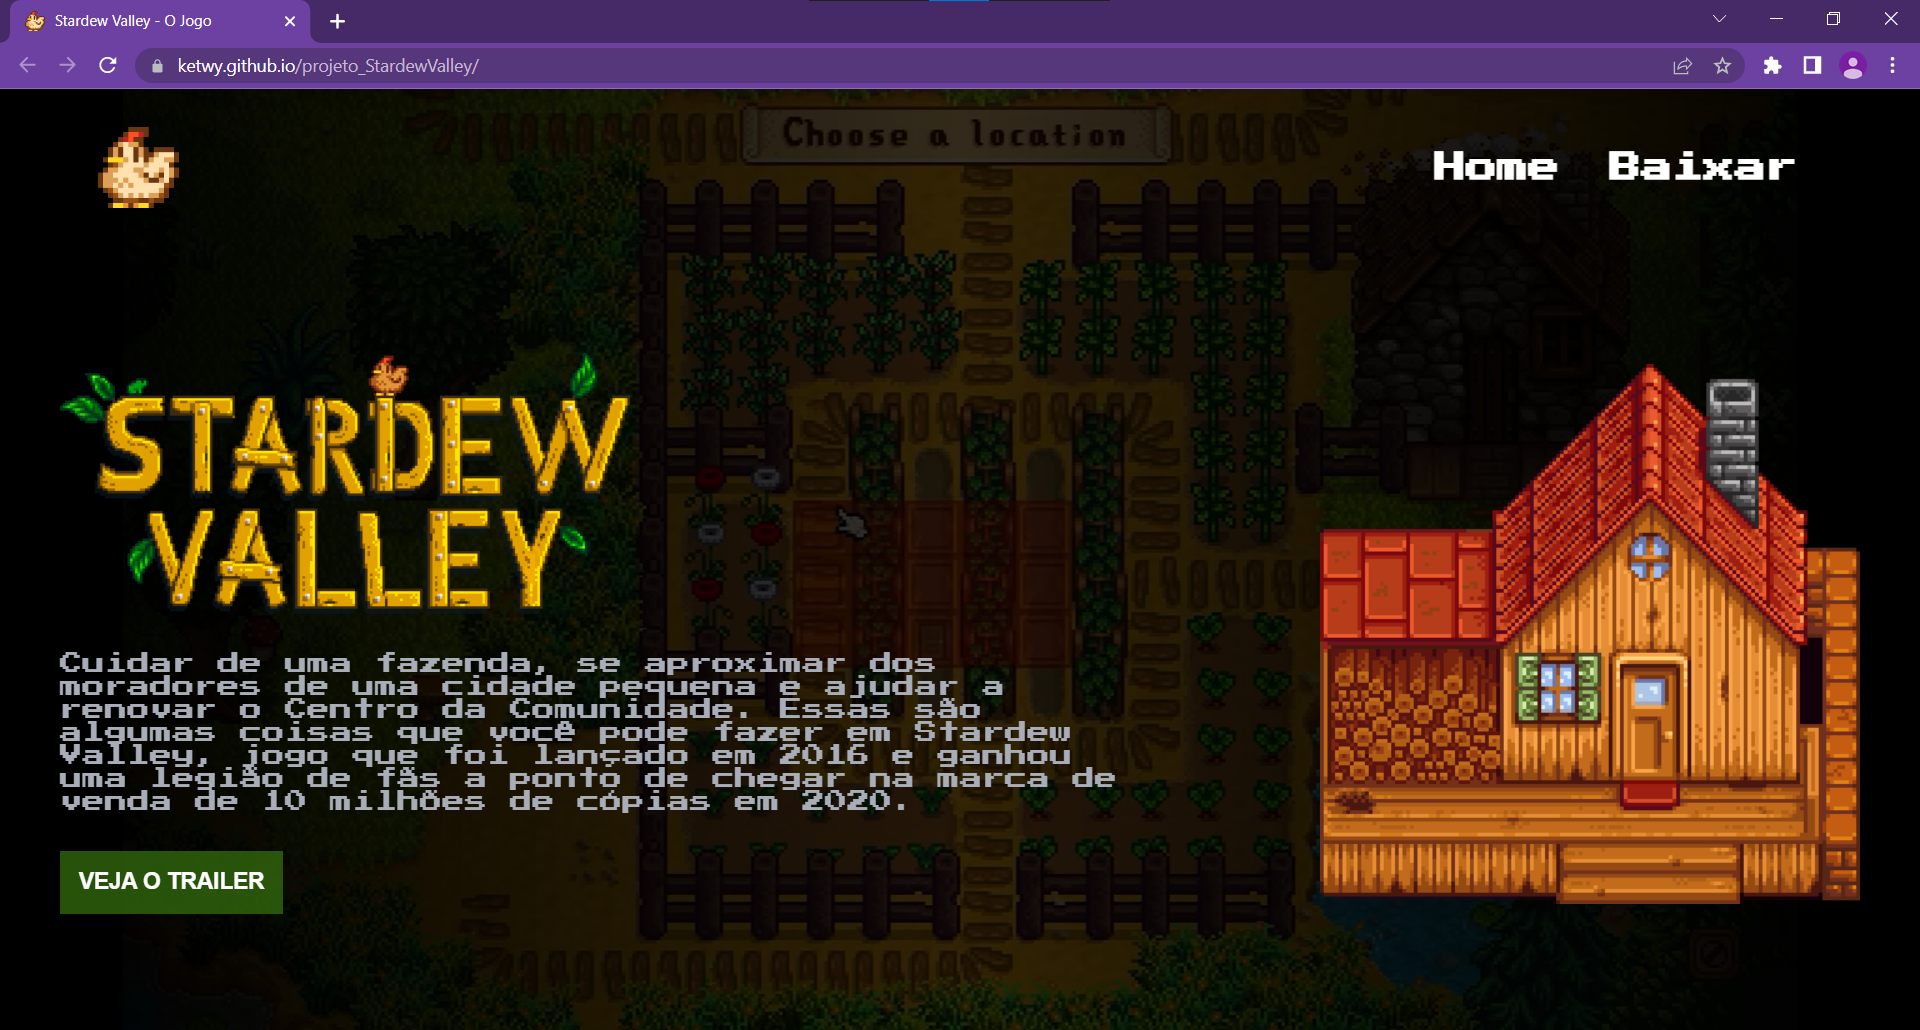 Stardew Valley - O Jogo
ketwy.github.io/projeto_StardewValley/
Choose a location
Home Baixar
STARDEW
VALLEY
Cuidar de uma fazenda, se aproximar dos
moradores de uma cidade pequena e ajudar a
renovar o Centro da Comunidade. Essas são
algumas coisas que você pode fazer em Stardew
Valley, jogo que foi lançado em 2016 e ganhou
uma legião de fãs a ponto de chegar na marca de
venda de 10 milhões de cópias em 2020.
VEJA O TRAILER